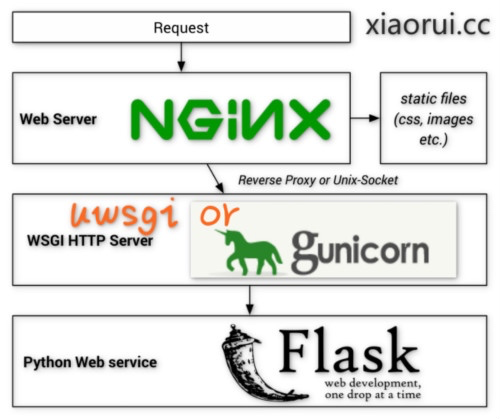 Request
xiaorui.cc
Web Server
NGiNX
static files
(css, images
etc.)
Reverse Proxy or Unix-Socket
uwsgi or
WSGI HTTP Server
gunicorn
Python Web service
Flask
web development,
one drop at a time